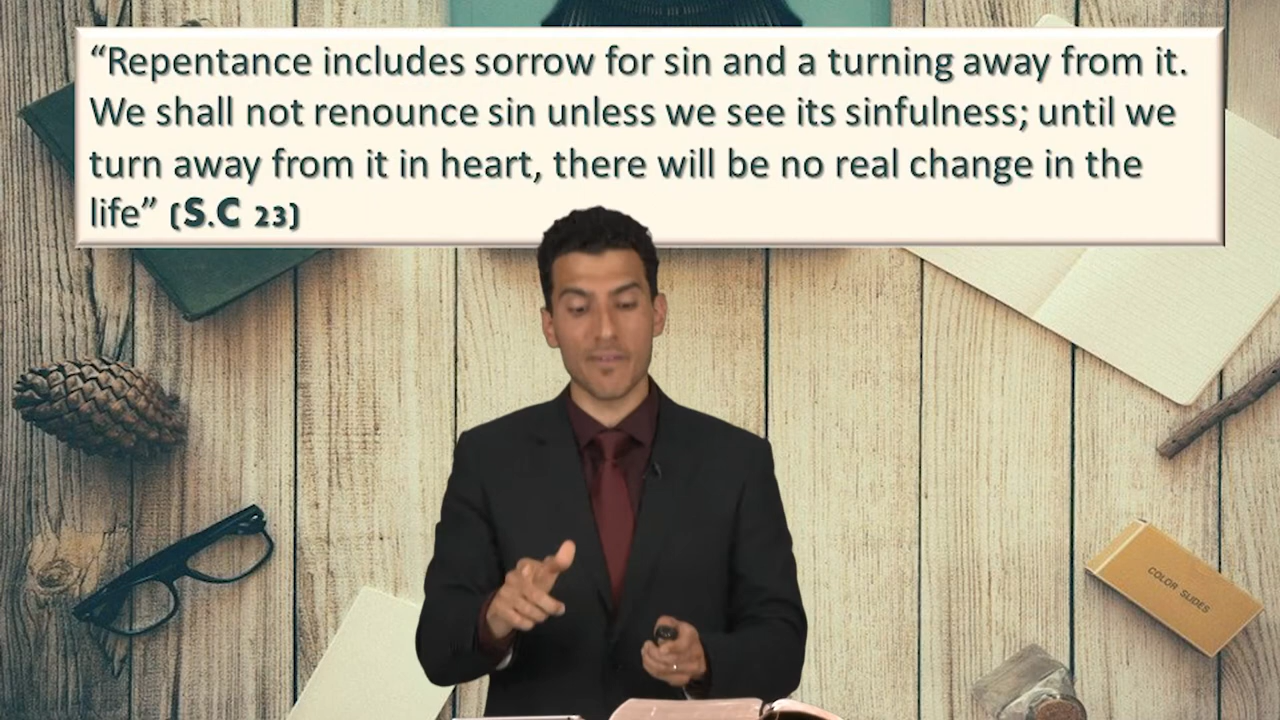 “Repentance includes sorrow for sin and a turning away from it.
We shall not renounce sin unless we see its sinfulness; until we
turn away from it in heart, there will be no real change in the
life” (S.C 23)
COLOR SLIDES